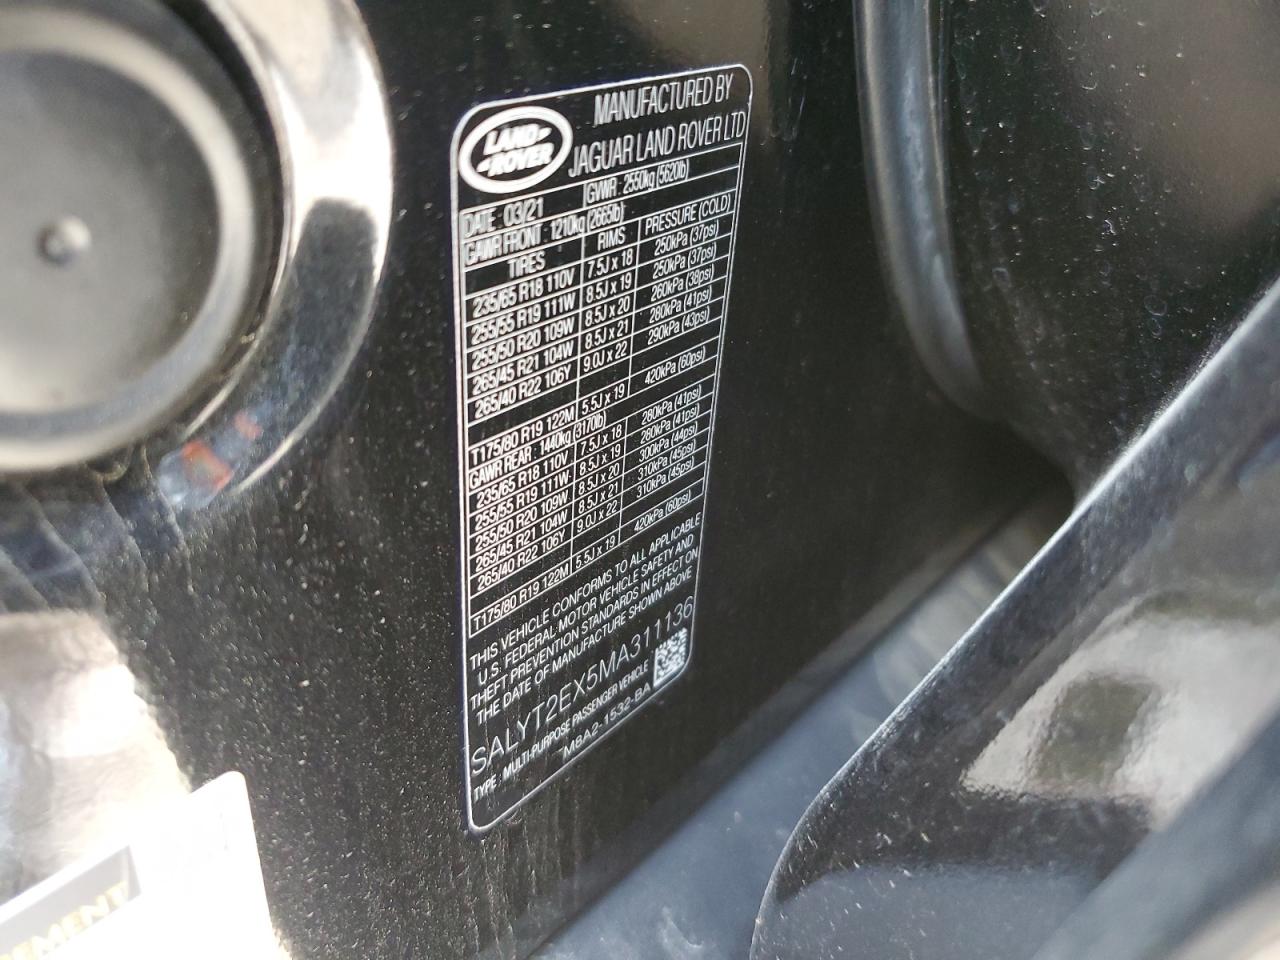 LAND-
-ROVER
MANUFACTURED BY
JAGUAR LAND ROVER LTD
DATE : 03/21 GVWR : 2550kg (5620lb)
GAWR FRONT : 1210kg (2665lb)
TIRES RIMS PRESSURE (COLD)
235/65 R18 110V 7.5J x 18 250kPa (37psi)
255/55 R19 111W 8.5J x 19 250kPa (37psi)
255/50 R20 109W 8.5J x 20 260kPa (38psi)
265/45 R21 104W 8.5J x 21 280kPa (41psi)
265/40 R22 106Y 9.0J x 22 290kPa (43psi)
T175/80 R19 122M 5.5J x 19 420kPa (60psi)
GAWR REAR : 1440kg (3170lb)
235/65 R18 110V 7.5J x 18 280kPa (41psi)
255/55 R19 111W 8.5J x 19 280kPa (41psi)
255/50 R20 109W 8.5J x 20 300kPa (44psi)
265/45 R21 104W 8.5J x 21 310kPa (45psi)
265/40 R22 106Y 9.0J x 22 310kPa (45psi)
T175/80 R19 122M 5.5J x 19 420kPa (60psi)
THIS VEHICLE CONFORMS TO ALL APPLICABLE
U.S. FEDERAL MOTOR VEHICLE SAFETY AND
THEFT PREVENTION STANDARDS IN EFFECT ON
THE DATE OF MANUFACTURE SHOWN ABOVE
SALYT2EX5MA311136
TYPE : MULTI-PURPOSE PASSENGER VEHICLE
M8A2-1532-BA